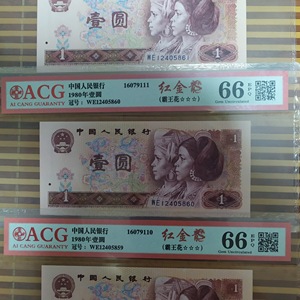 壹圆
1
WE12405861
ACG
AI CANG GUARANTY
中国人民银行
1980年壹圆
冠号: WE12405860
16079111
红金龙
(霸王花☆☆☆)
66
EPQ
Gem Uncirculated
中国人民银行
壹圆
1
WE12405860
ACG
AI CANG GUARANTY
中国人民银行
1980年壹圆
冠号: WE12405859
16079110
红金龙
(霸王花☆☆☆)
66
EPQ
Gem Uncirculated
中国人民银行
1